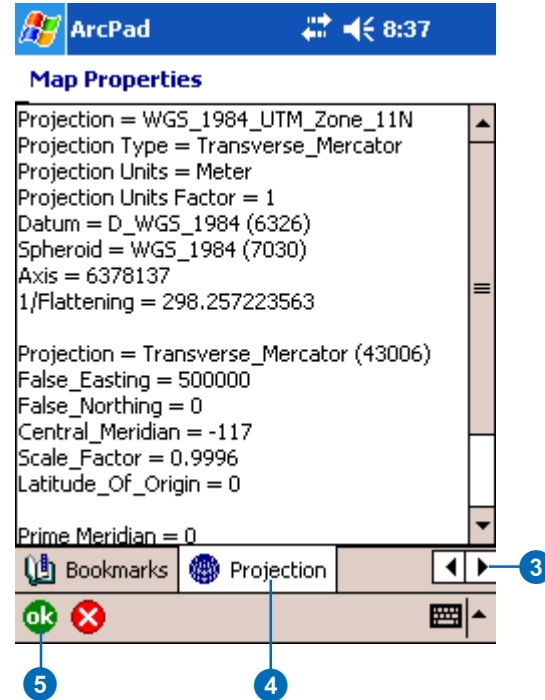 ArcPad 8:37
Map Properties
Projection = WGS_1984_UTM_Zone_11N
Projection Type = Transverse_Mercator
Projection Units = Meter
Projection Units Factor = 1
Datum = D_WGS_1984 (6326)
Spheroid = WGS_1984 (7030)
Axis = 6378137
1/Flattening = 298.257223563
Projection = Transverse_Mercator (43006)
False_Easting = 500000
False_Northing = 0
Central_Meridian = -117
Scale_Factor = 0.9996
Latitude_Of_Origin = 0
Prime Meridian = 0
Bookmarks Projection 3
ok
5 4